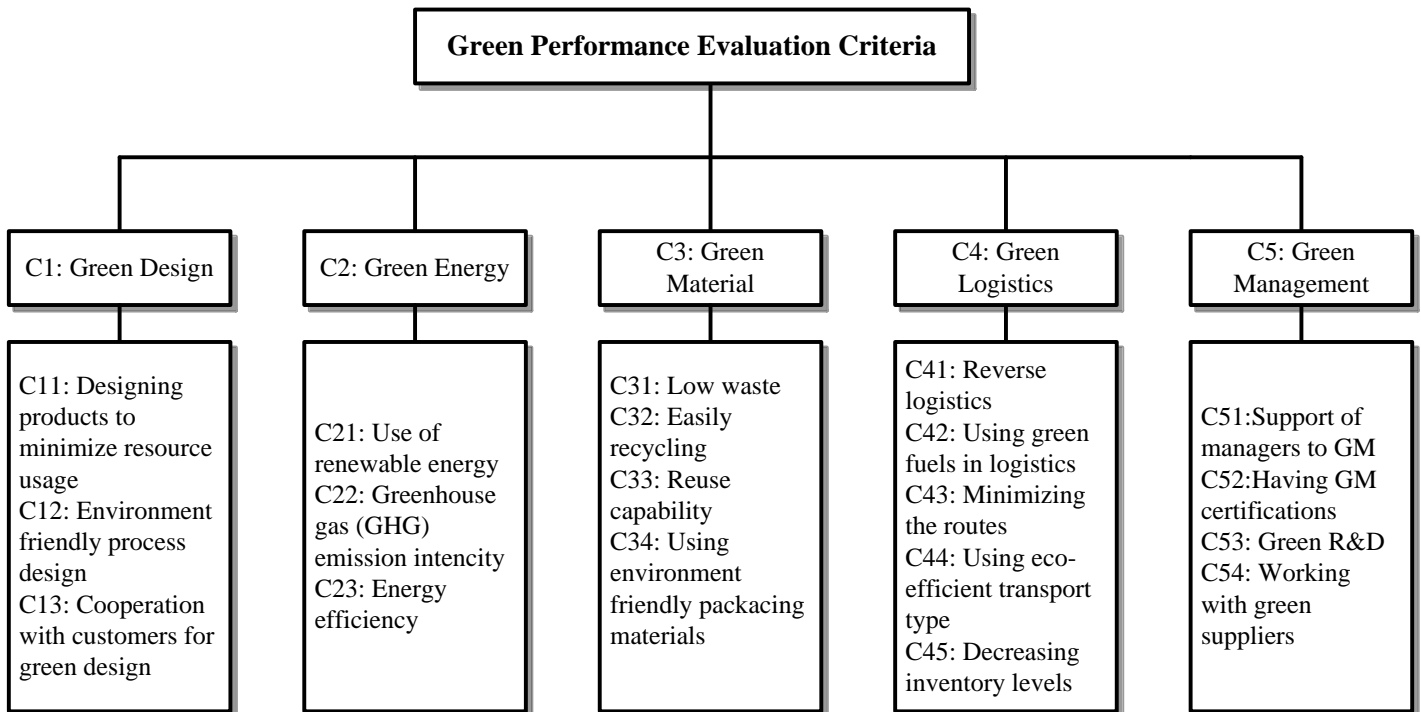 Green Performance Evaluation Criteria
C1: Green Design
C2: Green Energy
C3: Green
Material
C4: Green
Logistics
C5: Green
Management
C11: Designing
products to
minimize resource
usage
C12: Environment
friendly process
design
C13: Cooperation
with customers for
green design
C21: Use of
renewable energy
C22: Greenhouse
gas (GHG)
emission intencity
C23: Energy
efficiency
C31: Low waste
C32: Easily
recycling
C33: Reuse
capability
C34: Using
environment
friendly packacing
materials
C41: Reverse
logistics
C42: Using green
fuels in logistics
C43: Minimizing
the routes
C44: Using eco-
efficient transport
type
C45: Decreasing
inventory levels
C51:Support of
managers to GM
C52:Having GM
certifications
C53: Green R&D
C54: Working
with green
suppliers